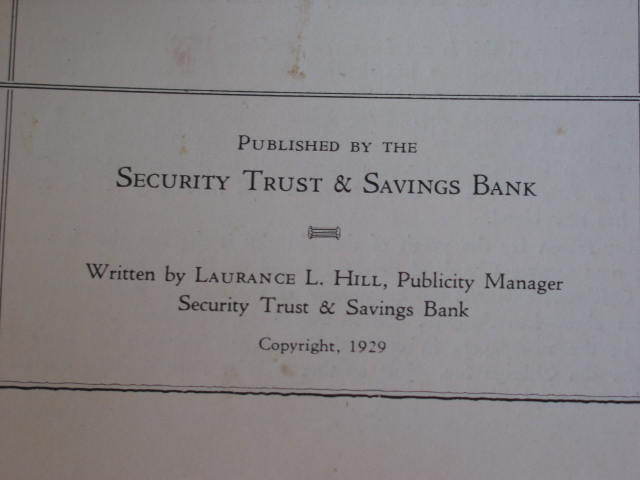 PUBLISHED BY THE
SECURITY TRUST & SAVINGS BANK
Written by LAURANCE L. HILL, Publicity Manager
Security Trust & Savings Bank
Copyright, 1929